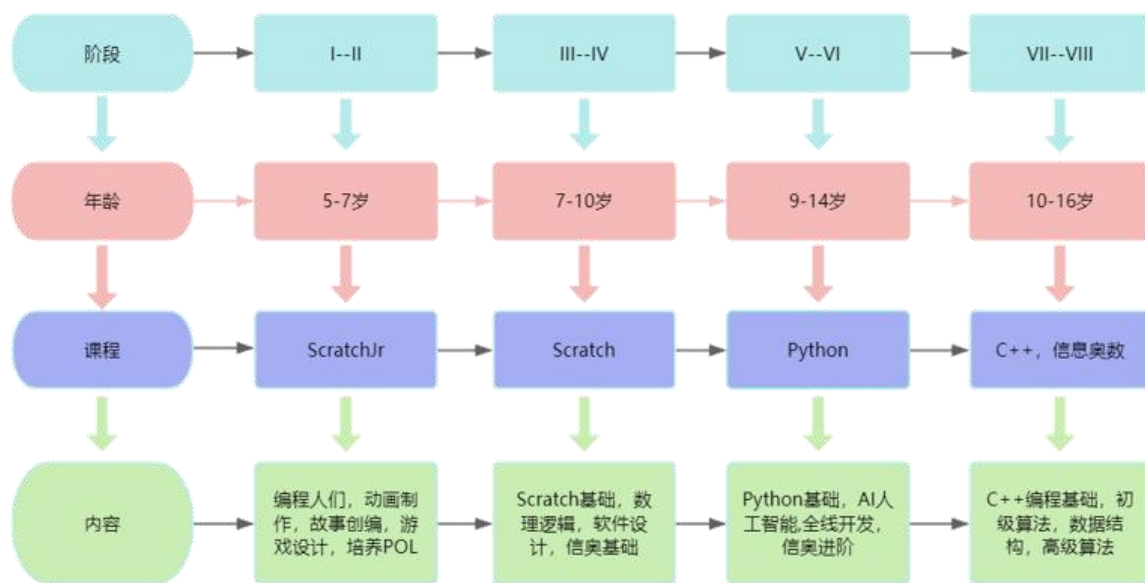 阶段
I--II
III--IV
V--VI
VII--VIII
年龄
5-7岁
7-10岁
9-14岁
10-16岁
课程
ScratchJr
Scratch
Python
C++，信息奥数
内容
编程人们，动画制
作，故事创编，游
戏设计，培养POL
Scratch基础，数
理逻辑，软件设
计，信奥基础
Python基础，AI人
工智能,全线开发，
信奥进阶
C++编程基础，初
级算法，数据结
构，高级算法